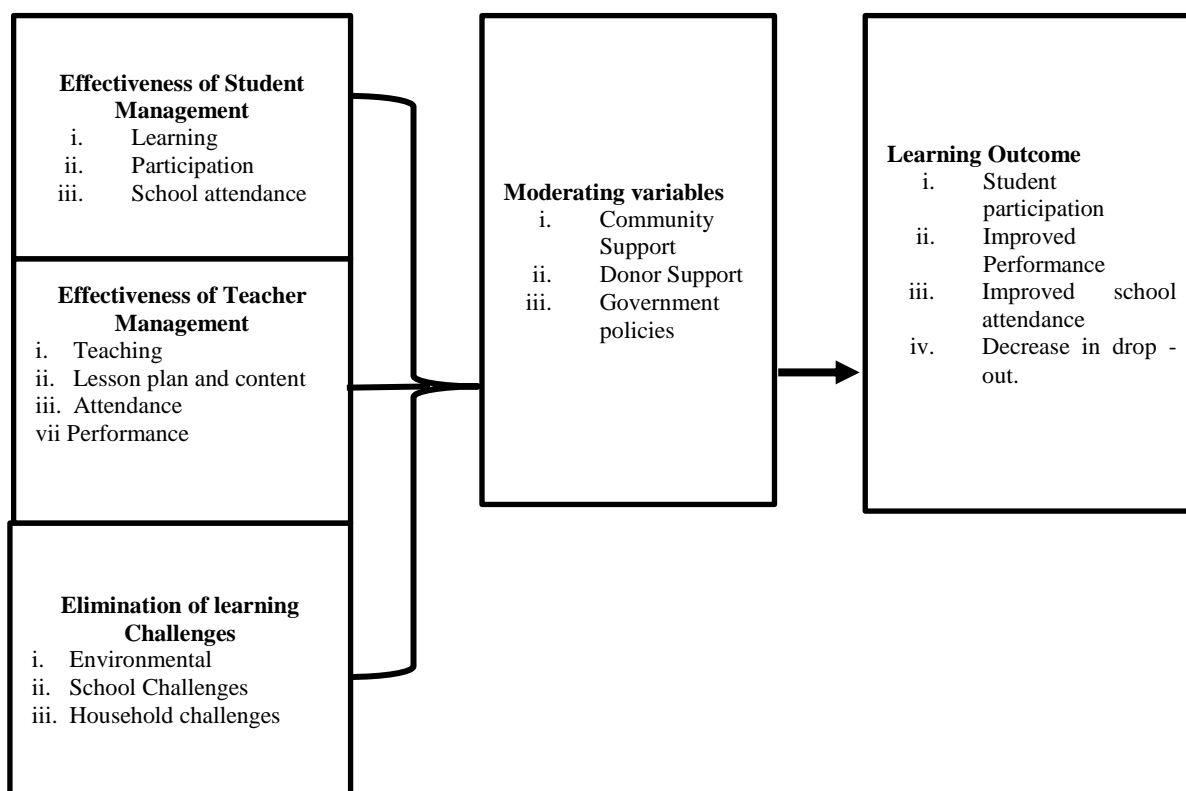 Effectiveness of Student
Management
i. Learning
ii. Participation
iii. School attendance
Effectiveness of Teacher
Management
i. Teaching
ii. Lesson plan and content
iii. Attendance
vii Performance
Elimination of learning
Challenges
i. Environmental
ii. School Challenges
iii. Household challenges
Moderating variables
i. Community
Support
ii. Donor Support
iii. Government
policies
Learning Outcome
i. Student
participation
ii. Improved
Performance
iii. Improved school
attendance
iv. Decrease in drop -
out.